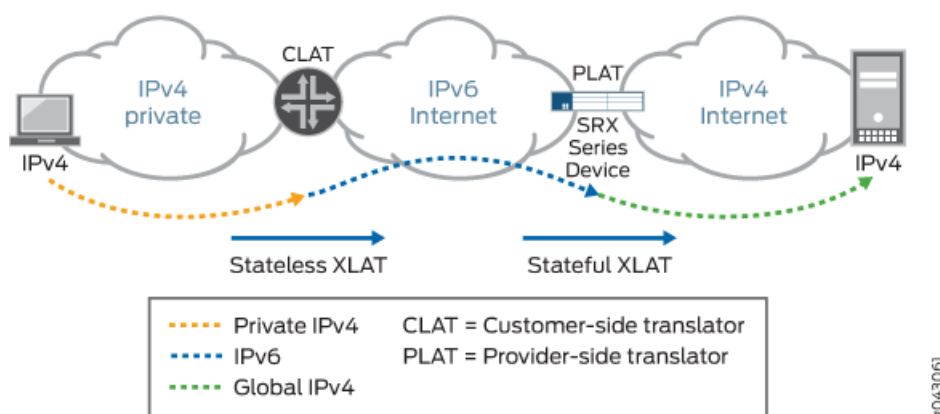 CLAT
IPv4
private
IPv6
Internet
PLAT
IPv4
Internet
IPv4
SRX
Series
Device
IPv4
Stateless XLAT
Stateful XLAT
Private IPv4
CLAT = Customer-side translator
IPv6
PLAT = Provider-side translator
Global IPv4
g043061